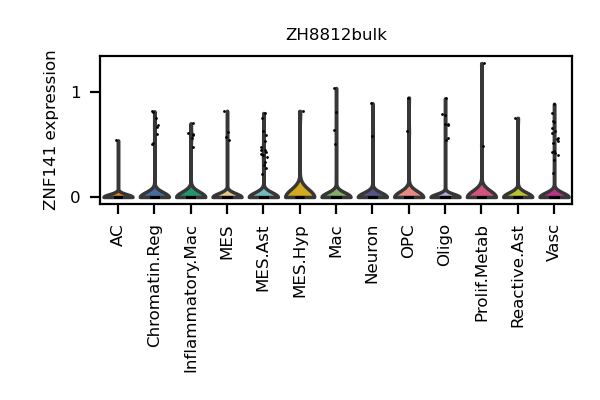 ZH8812bulk
ZNF141 expression
1
0
AC
Chromatin.Reg
Inflammatory.Mac
MES
MES.Ast
MES.Hyp
Mac
Neuron
OPC
Oligo
Prolif.Metab
Reactive.Ast
Vasc